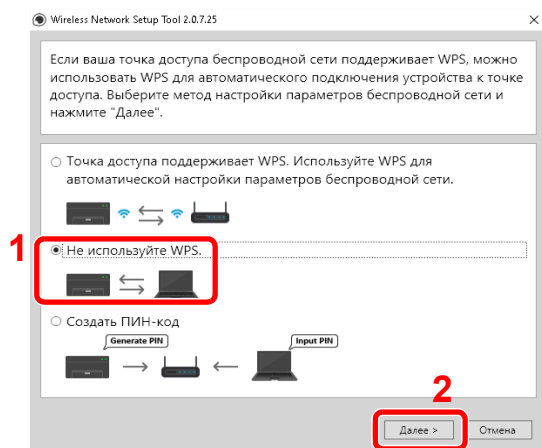 Wireless Network Setup Tool 2.0.7.25
Если ваша точка доступа беспроводной сети поддерживает WPS, можно
использовать WPS для автоматического подключения устройства к точке
доступа. Выберите метод настройки параметров беспроводной сети и
нажмите "Далее".
Точка доступа поддерживает WPS. Используйте WPS для
автоматической настройки параметров беспроводной сети.
1
Не используйте WPS.
Создать ПИН-код
Generate PIN
Input PIN
2
Далее >
Отмена